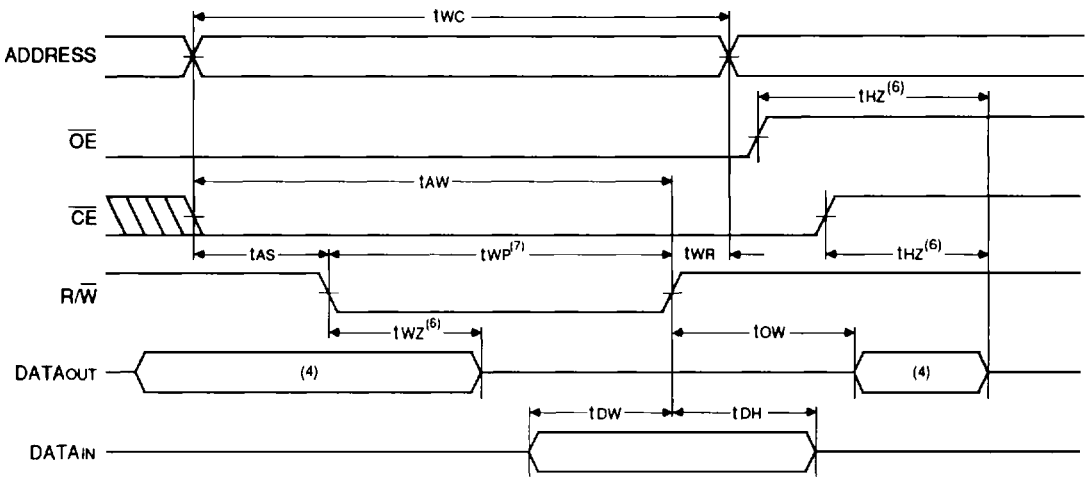 tWC
ADDRESS
tHZ(6)
OE
tAW
CE
tAS
tWP(7)
tWR
tHZ(6)
R/W
tWZ(6)
tOW
DATAOUT
(4)
(4)
tDW
tDH
DATAIN